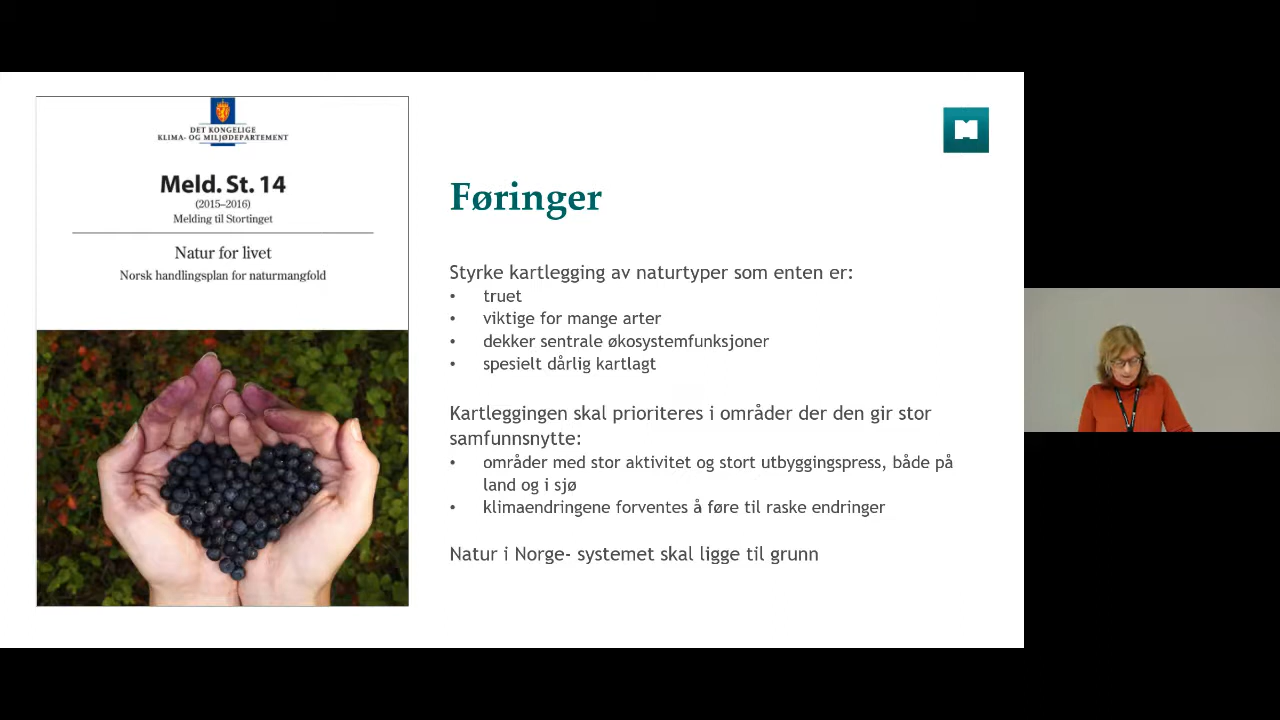 DET KONGELIGE
KLIMA- OG MILJØDEPARTEMENT
Meld. St. 14
(2015–2016)
Melding til Stortinget
Natur for livet
Norsk handlingsplan for naturmangfold
Føringer
Styrke kartlegging av naturtyper som enten er:
• truet
• viktige for mange arter
• dekker sentrale økosystemfunksjoner
• spesielt dårlig kartlagt
Kartleggingen skal prioriteres i områder der den gir stor
samfunnsnytte:
• områder med stor aktivitet og stort utbyggingspress, både på
land og i sjø
• klimaendringene forventes å føre til raske endringer
Natur i Norge- systemet skal ligge til grunn